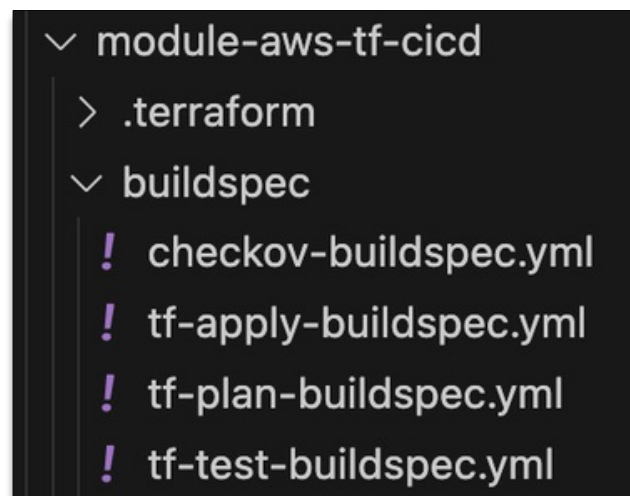 module-aws-tf-cicd
.terraform
buildspec
! checkov-buildspec.yml
! tf-apply-buildspec.yml
! tf-plan-buildspec.yml
! tf-test-buildspec.yml